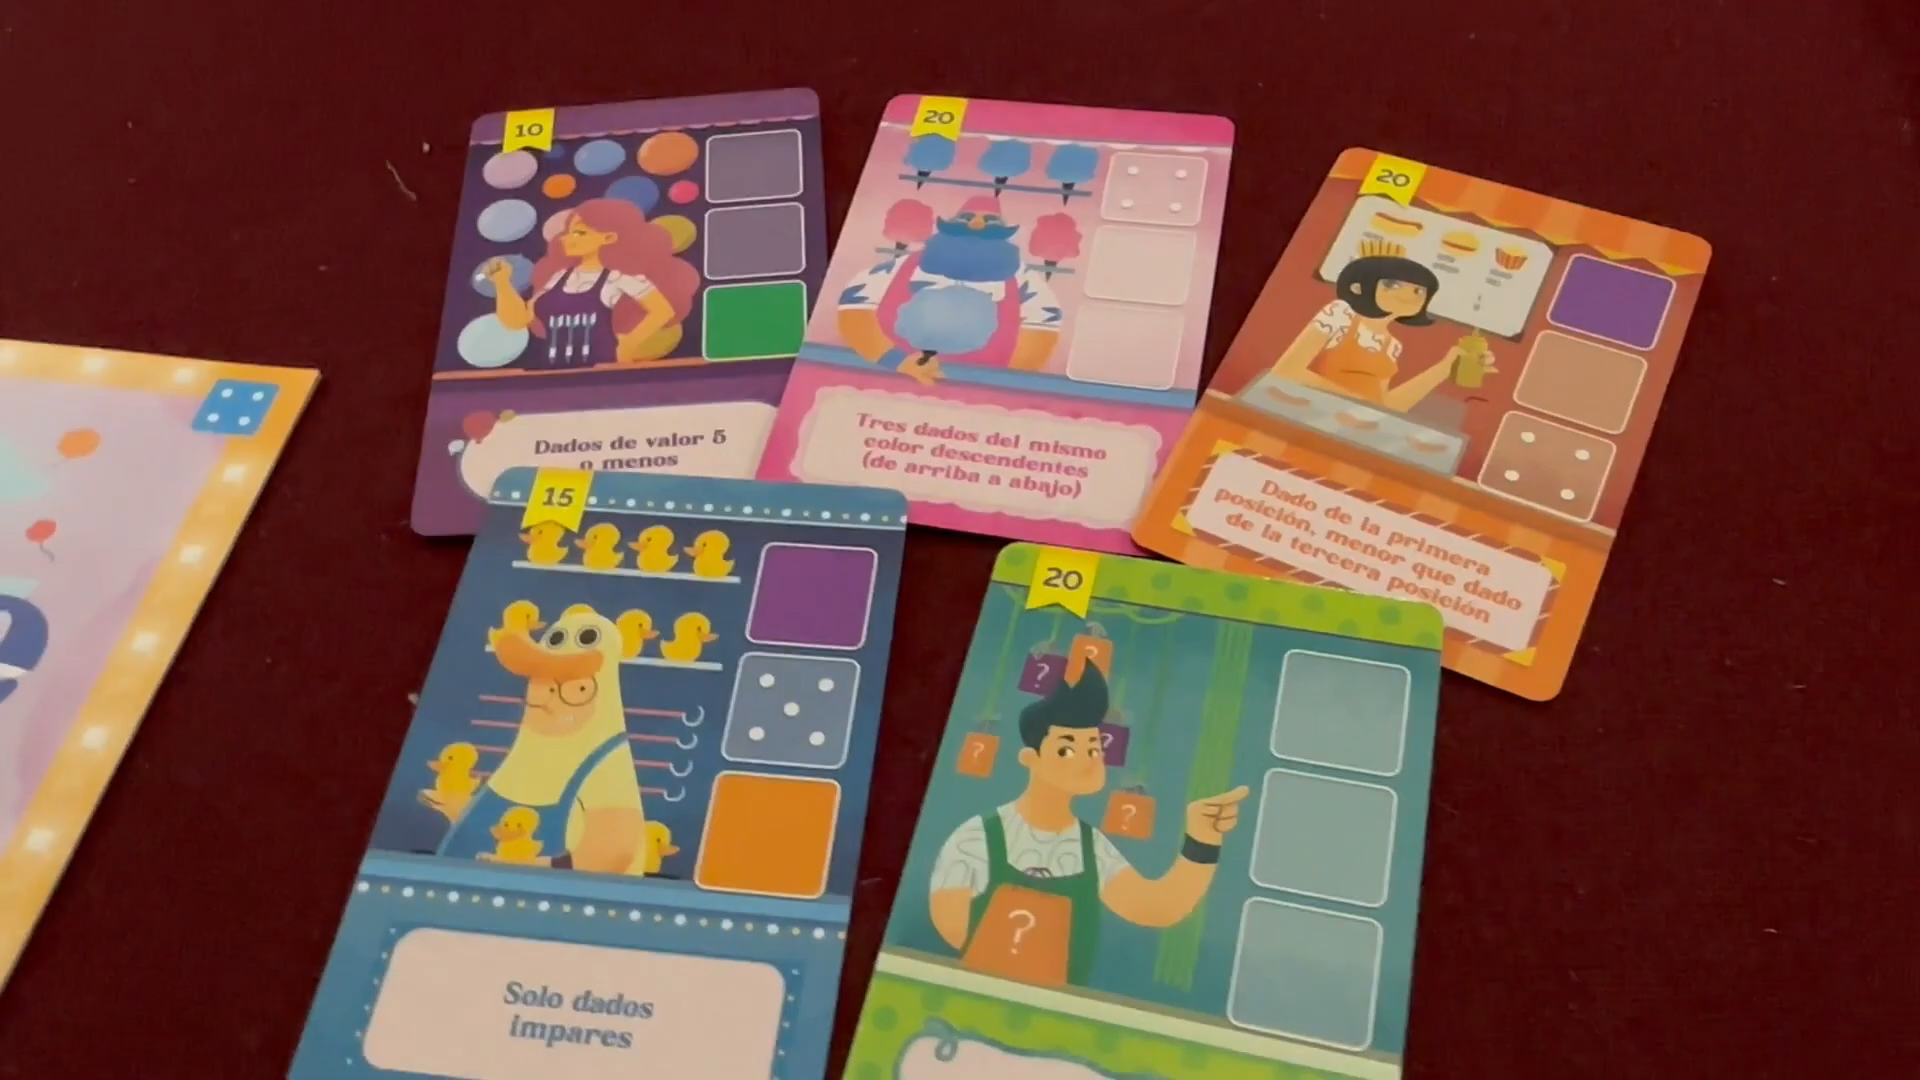 10
Dados de valor 5
o menos
20
Tres dados del mismo
color descendentes
(de arriba a abajo)
20
Dado de la primera
posición, menor que dado
de la tercera posición
15
Solo dados
impares
20
?
?
?
?
?
?